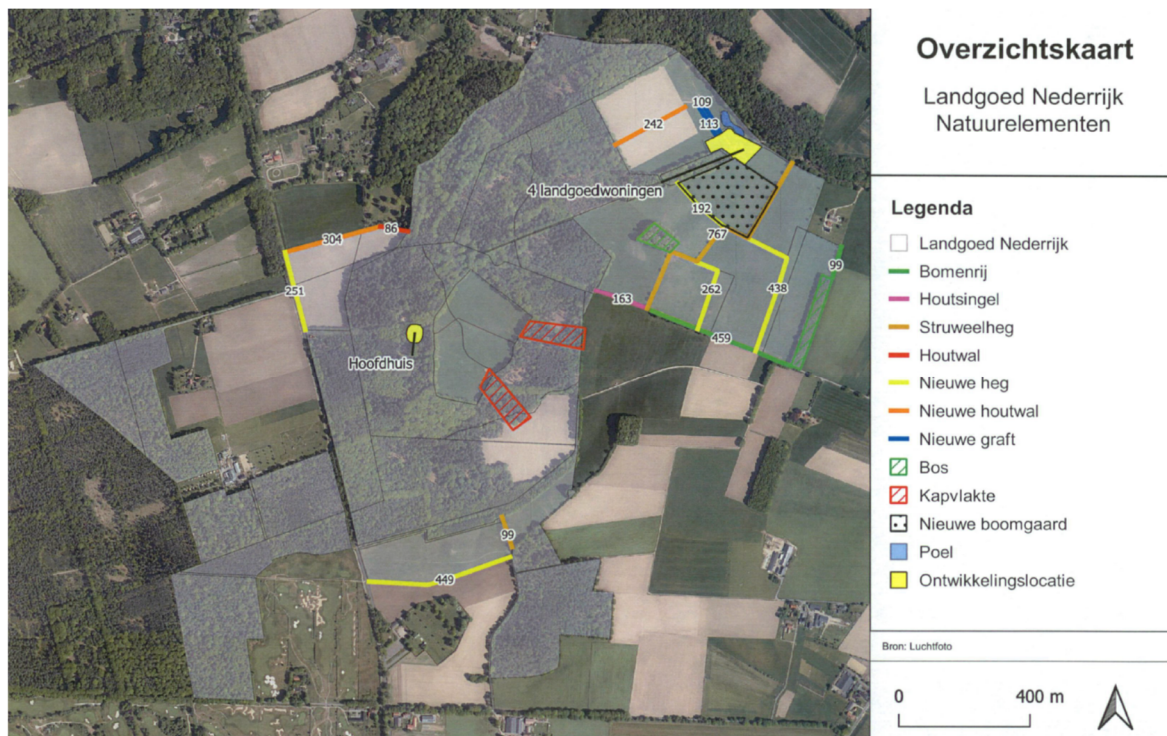 Overzichtskaart
Landgoed Nederrijk
Natuurelementen
Legenda
Landgoed Nederrijk
Bomenrij
Houtsingel
Struweelheg
Houtwal
Nieuwe heg
Nieuwe houtwal
Nieuwe graft
Bos
Kapvlakte
Nieuwe boomgaard
Poel
Ontwikkelingslocatie
Bron: Luchtfoto
0 400 m
109
242
113
4 landgoedwoningen
192
86
304
767
99
251
262
438
163
459
Hoofdhuis
99
449